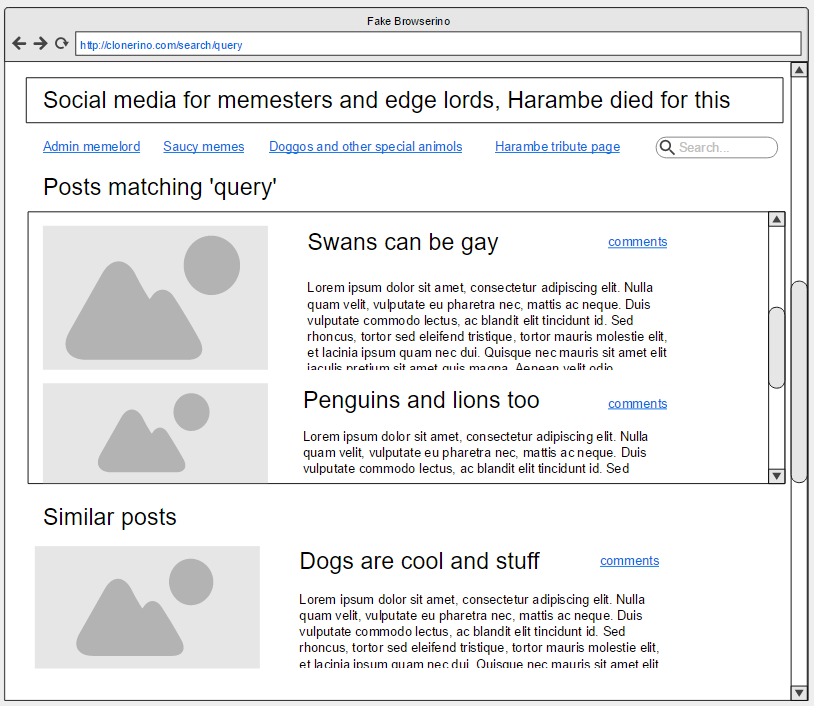 Fake Browserino
http://clonerino.com/search/query
Social media for memesters and edge lords, Harambe died for this
Admin memelord Saucy memes Doggos and other special animols Harambe tribute page Search...
Posts matching 'query'
Swans can be gay comments
Lorem ipsum dolor sit amet, consectetur adipiscing elit. Nulla
quam velit, vulputate eu pharetra nec, mattis ac neque. Duis
vulputate commodo lectus, ac blandit elit tincidunt id. Sed
rhoncus, tortor sed eleifend tristique, tortor mauris molestie elit,
et lacinia ipsum quam nec dui. Quisque nec mauris sit amet elit
iaculis pretium sit amet quis magna. Aenean velit odio
Penguins and lions too comments
Lorem ipsum dolor sit amet, consectetur adipiscing elit. Nulla
quam velit, vulputate eu pharetra nec, mattis ac neque. Duis
vulputate commodo lectus, ac blandit elit tincidunt id. Sed
Similar posts
Dogs are cool and stuff comments
Lorem ipsum dolor sit amet, consectetur adipiscing elit. Nulla
quam velit, vulputate eu pharetra nec, mattis ac neque. Duis
vulputate commodo lectus, ac blandit elit tincidunt id. Sed
rhoncus, tortor sed eleifend tristique, tortor mauris molestie elit,
et lacinia ipsum quam nec dui. Quisque nec mauris sit amet elit